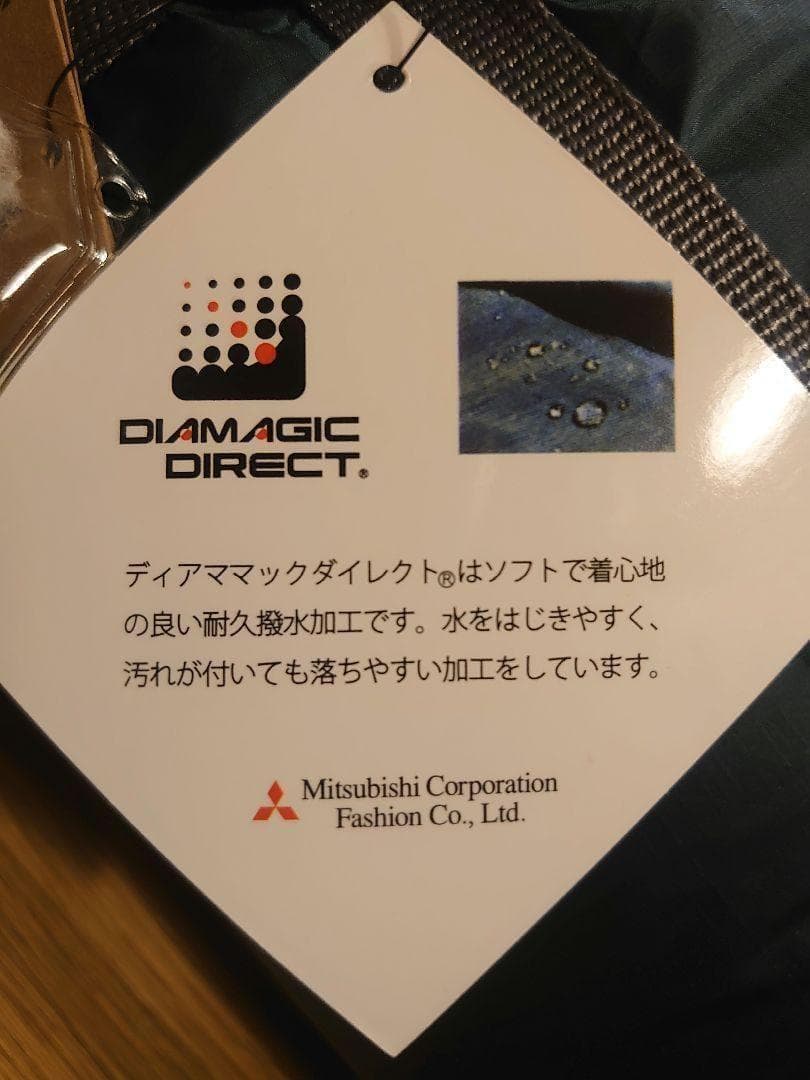 DIAMAGIC
DIRECT®
ディアママックダイレクト®はソフトで着心地
の良い耐久撥水加工です。水をはじきやすく、
汚れが付いても落ちやすい加工をしています。
Mitsubishi Corporation
Fashion Co., Ltd.